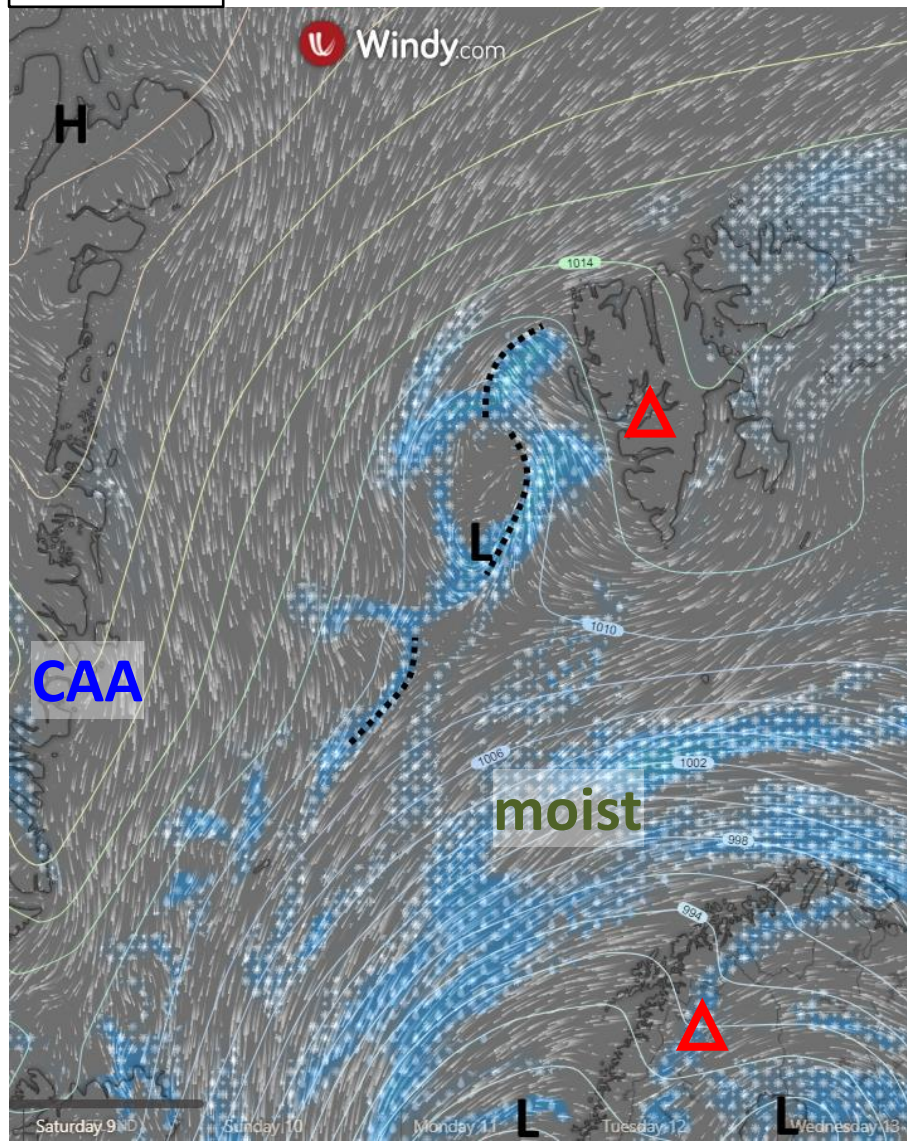 Windy.com
H
1014
L
1010
CAA
1006
1002
moist
998
994
L
L
Saturday 9
Sunday 10
Monday 11
Tuesday 12
Wednesday 13